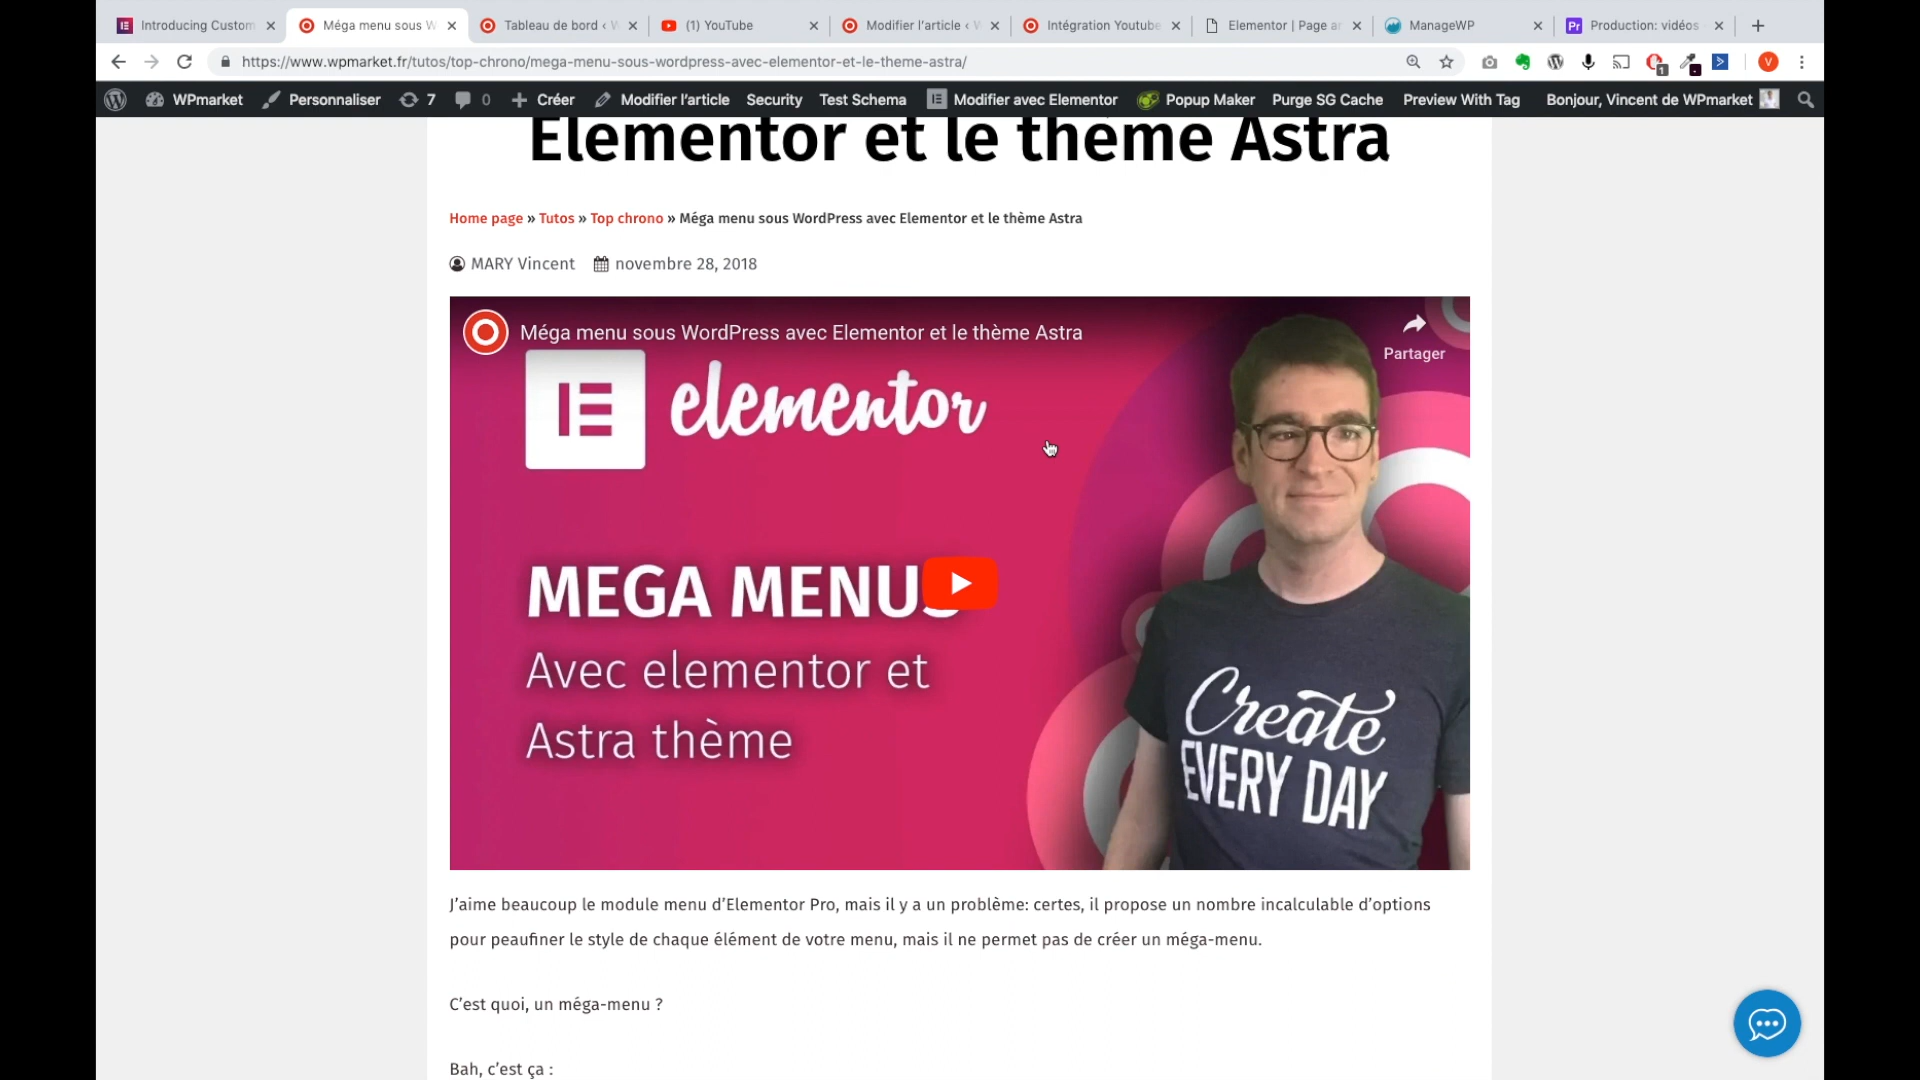 Introducing Custom
Méga menu sous W
Tableau de bord ‹ W
(1) YouTube
Modifier l'article ‹ W
Intégration Youtube
Elementor | Page an
ManageWP
Pr Production: vidéos
https://www.wpmarket.fr/tutos/top-chrono/mega-menu-sous-wordpress-avec-elementor-et-le-theme-astra/
1
V
WPmarket
Personnaliser
7
0
Créer
Modifier l'article
Security
Test Schema
Modifier avec Elementor
Popup Maker
Purge SG Cache
Preview With Tag
Bonjour, Vincent de WPmarket
Elementor et le thème Astra
Home page » Tutos » Top chrono » Méga menu sous WordPress avec Elementor et le thème Astra
MARY Vincent novembre 28, 2018
Méga menu sous WordPress avec Elementor et le thème Astra
Partager
elementor
MEGA MENUS
Avec elementor et
Astra thème
Create
EVERY DAY
J'aime beaucoup le module menu d'Elementor Pro, mais il y a un problème: certes, il propose un nombre incalculable d'options
pour peaufiner le style de chaque élément de votre menu, mais il ne permet pas de créer un méga-menu.
C'est quoi, un méga-menu ?
Bah, c'est ça :